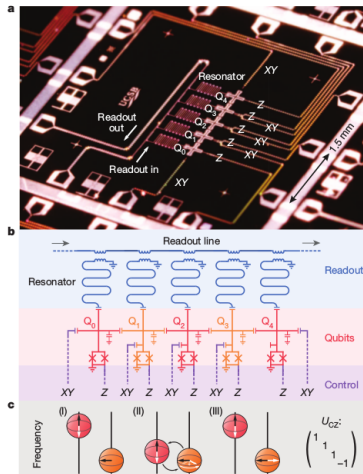 a
XY
Resonator
Q4
Q3
Q2
Q1
Q0
Z
Z
XY
Z
XY
Z
XY
Z
XY
Readout
out
Readout in
UCSB
1.5 mm
b
Readout line
Resonator
Readout
Q0 Q1 Q2 Q3 Q4
Qubits
XY Z XY Z XY Z XY Z Z XY
Control
c
Frequency
(I) (II) (III) UCZ:
1
1
1
−1